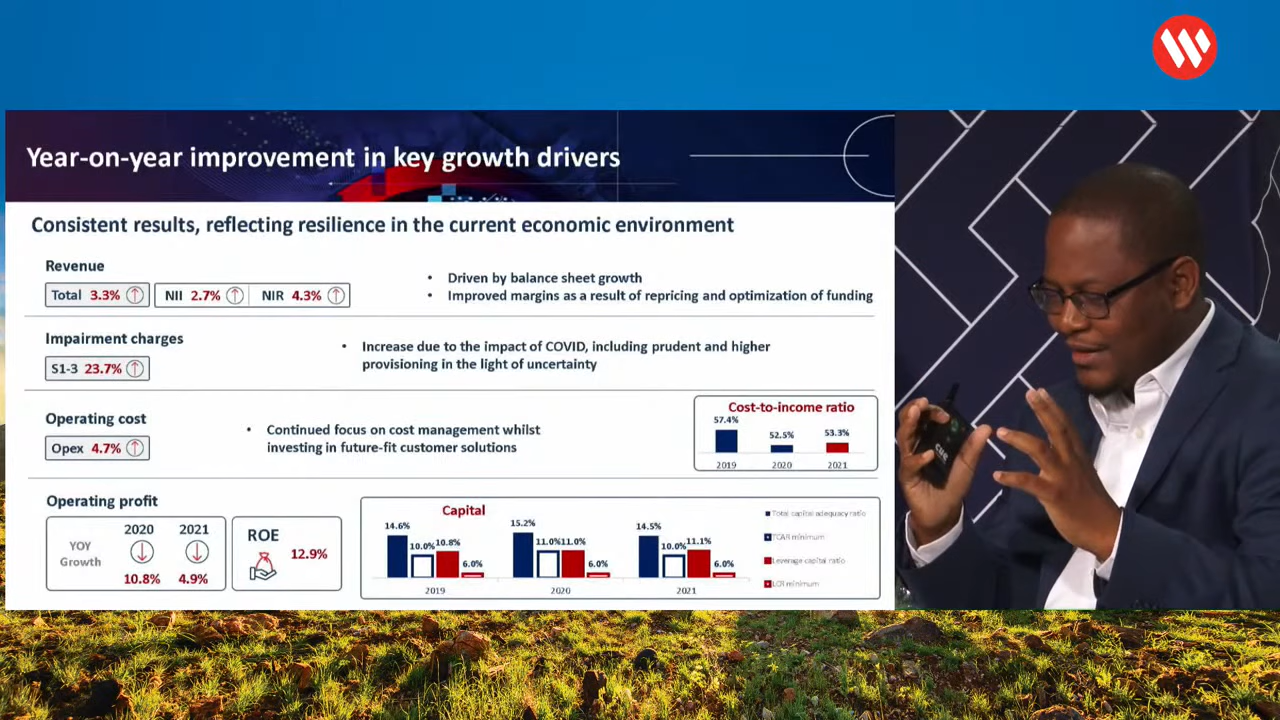 Year-on-year improvement in key growth drivers
Consistent results, reflecting resilience in the current economic environment
Revenue
Total 3.3% NII 2.7% NIR 4.3%
• Driven by balance sheet growth
• Improved margins as a result of repricing and optimization of funding
Impairment charges
S1-3 23.7%
• Increase due to the impact of COVID, including prudent and higher
provisioning in the light of uncertainty
Operating cost
Opex 4.7%
• Continued focus on cost management whilst
investing in future-fit customer solutions
Cost-to-income ratio
57.4% 52.5% 53.3%
2019 2020 2021
Operating profit
YOY
Growth
2020 2021
10.8% 4.9%
ROE
12.9%
Capital
14.6% 10.0% 10.8% 6.0%
15.2% 11.0% 11.0% 6.0%
14.5% 10.0% 11.1% 6.0%
2019 2020 2021
Total capital adequacy ratio
TCAR minimum
Leverage capital ratio
LCR minimum